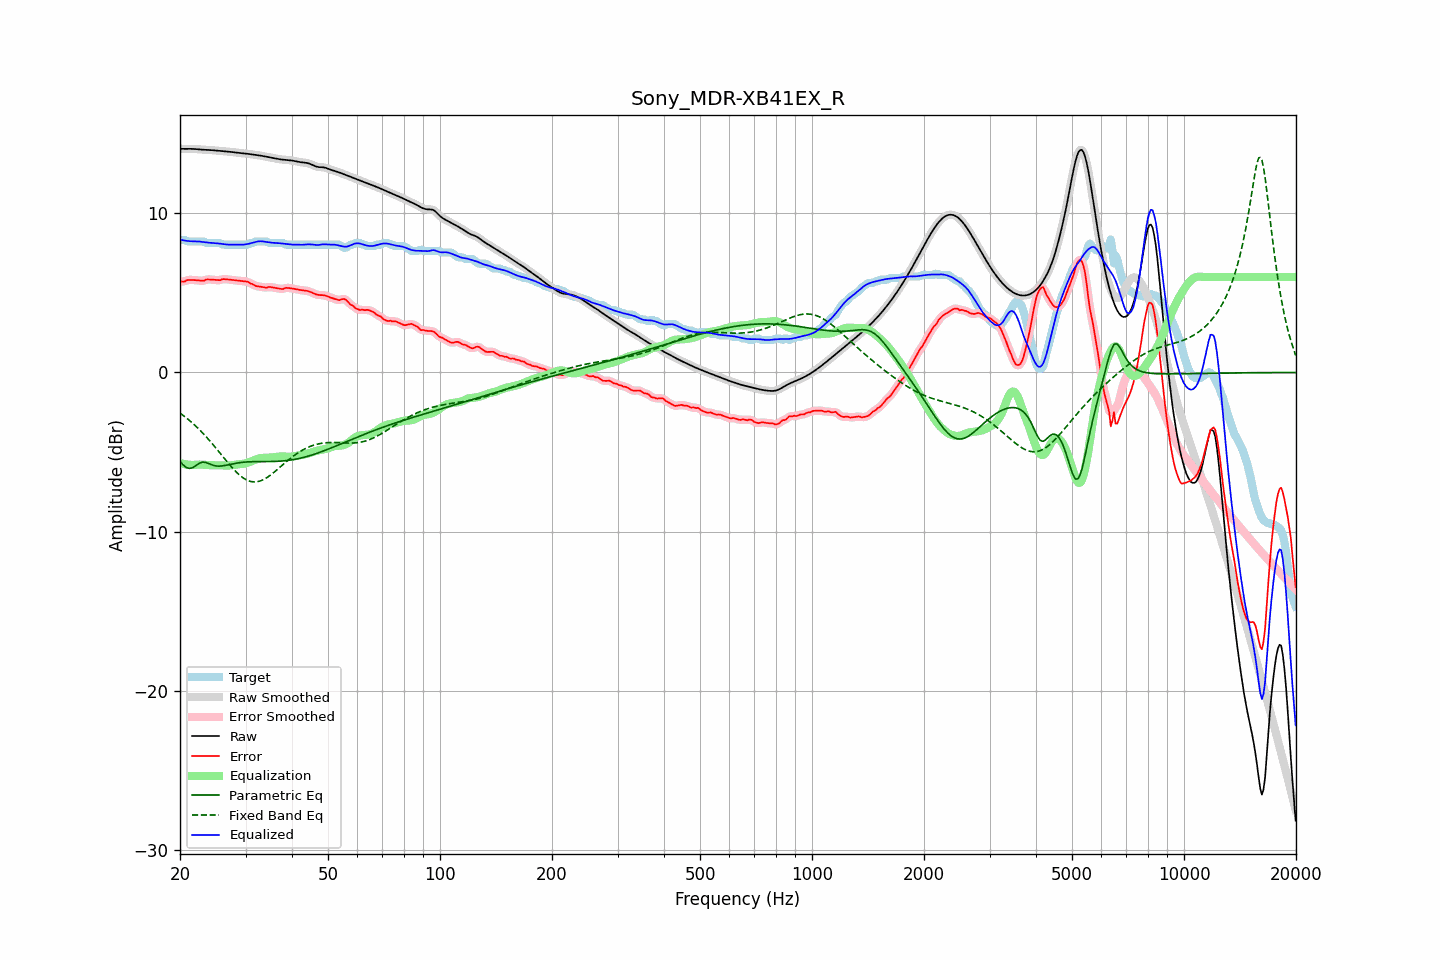 Sony_MDR-XB41EX_R
Amplitude (dBr)
10
0
−10
−20
−30
Target
Raw Smoothed
Error Smoothed
Raw
Error
Equalization
Parametric Eq
Fixed Band Eq
Equalized
20 50 100 200 500 1000 2000 5000 10000 20000
Frequency (Hz)